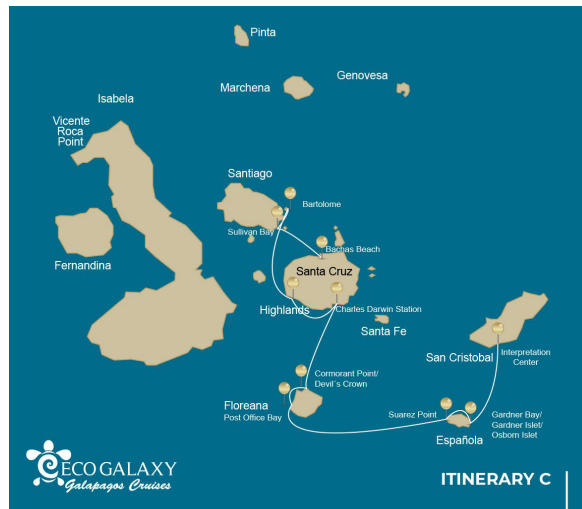 Pinta
Marchena
Genovesa
Isabela
Vicente
Roca
Point
Santiago
Bartolome
Sullivan Bay
Bachas Beach
Fernandina
Santa Cruz
Highlands
Charles Darwin Station
Santa Fe
San Cristobal
Interpretation
Center
Cormorant Point/
Devil´s Crown
Floreana
Post Office Bay
Suarez Point
Española
Gardner Bay/
Gardner Islet/
Osborn Islet
ECO GALAXY
Galapagos Cruises
ITINERARY C